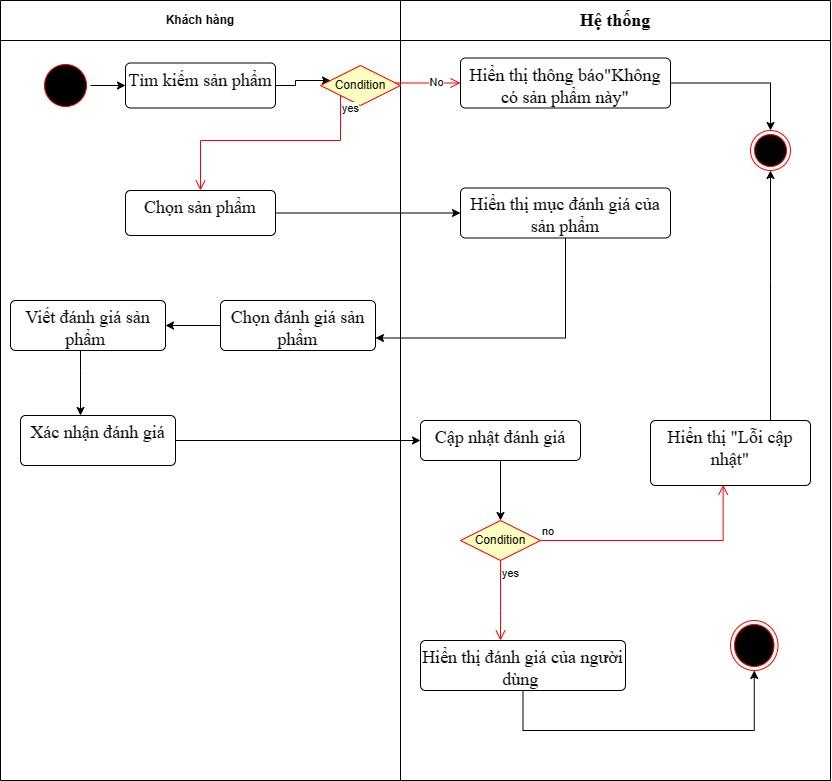 Khách hàng
Hệ thống
Tìm kiếm sản phẩm
Condition
No
Hiển thị thông báo"Không
có sản phẩm này"
yes
Chọn sản phẩm
Hiển thị mục đánh giá của
sản phẩm
Viết đánh giá sản
phẩm
Chọn đánh giá sản
phẩm
Xác nhận đánh giá
Cập nhật đánh giá
Hiển thị "Lỗi cập
nhật"
Condition
no
yes
Hiển thị đánh giá của người
dùng